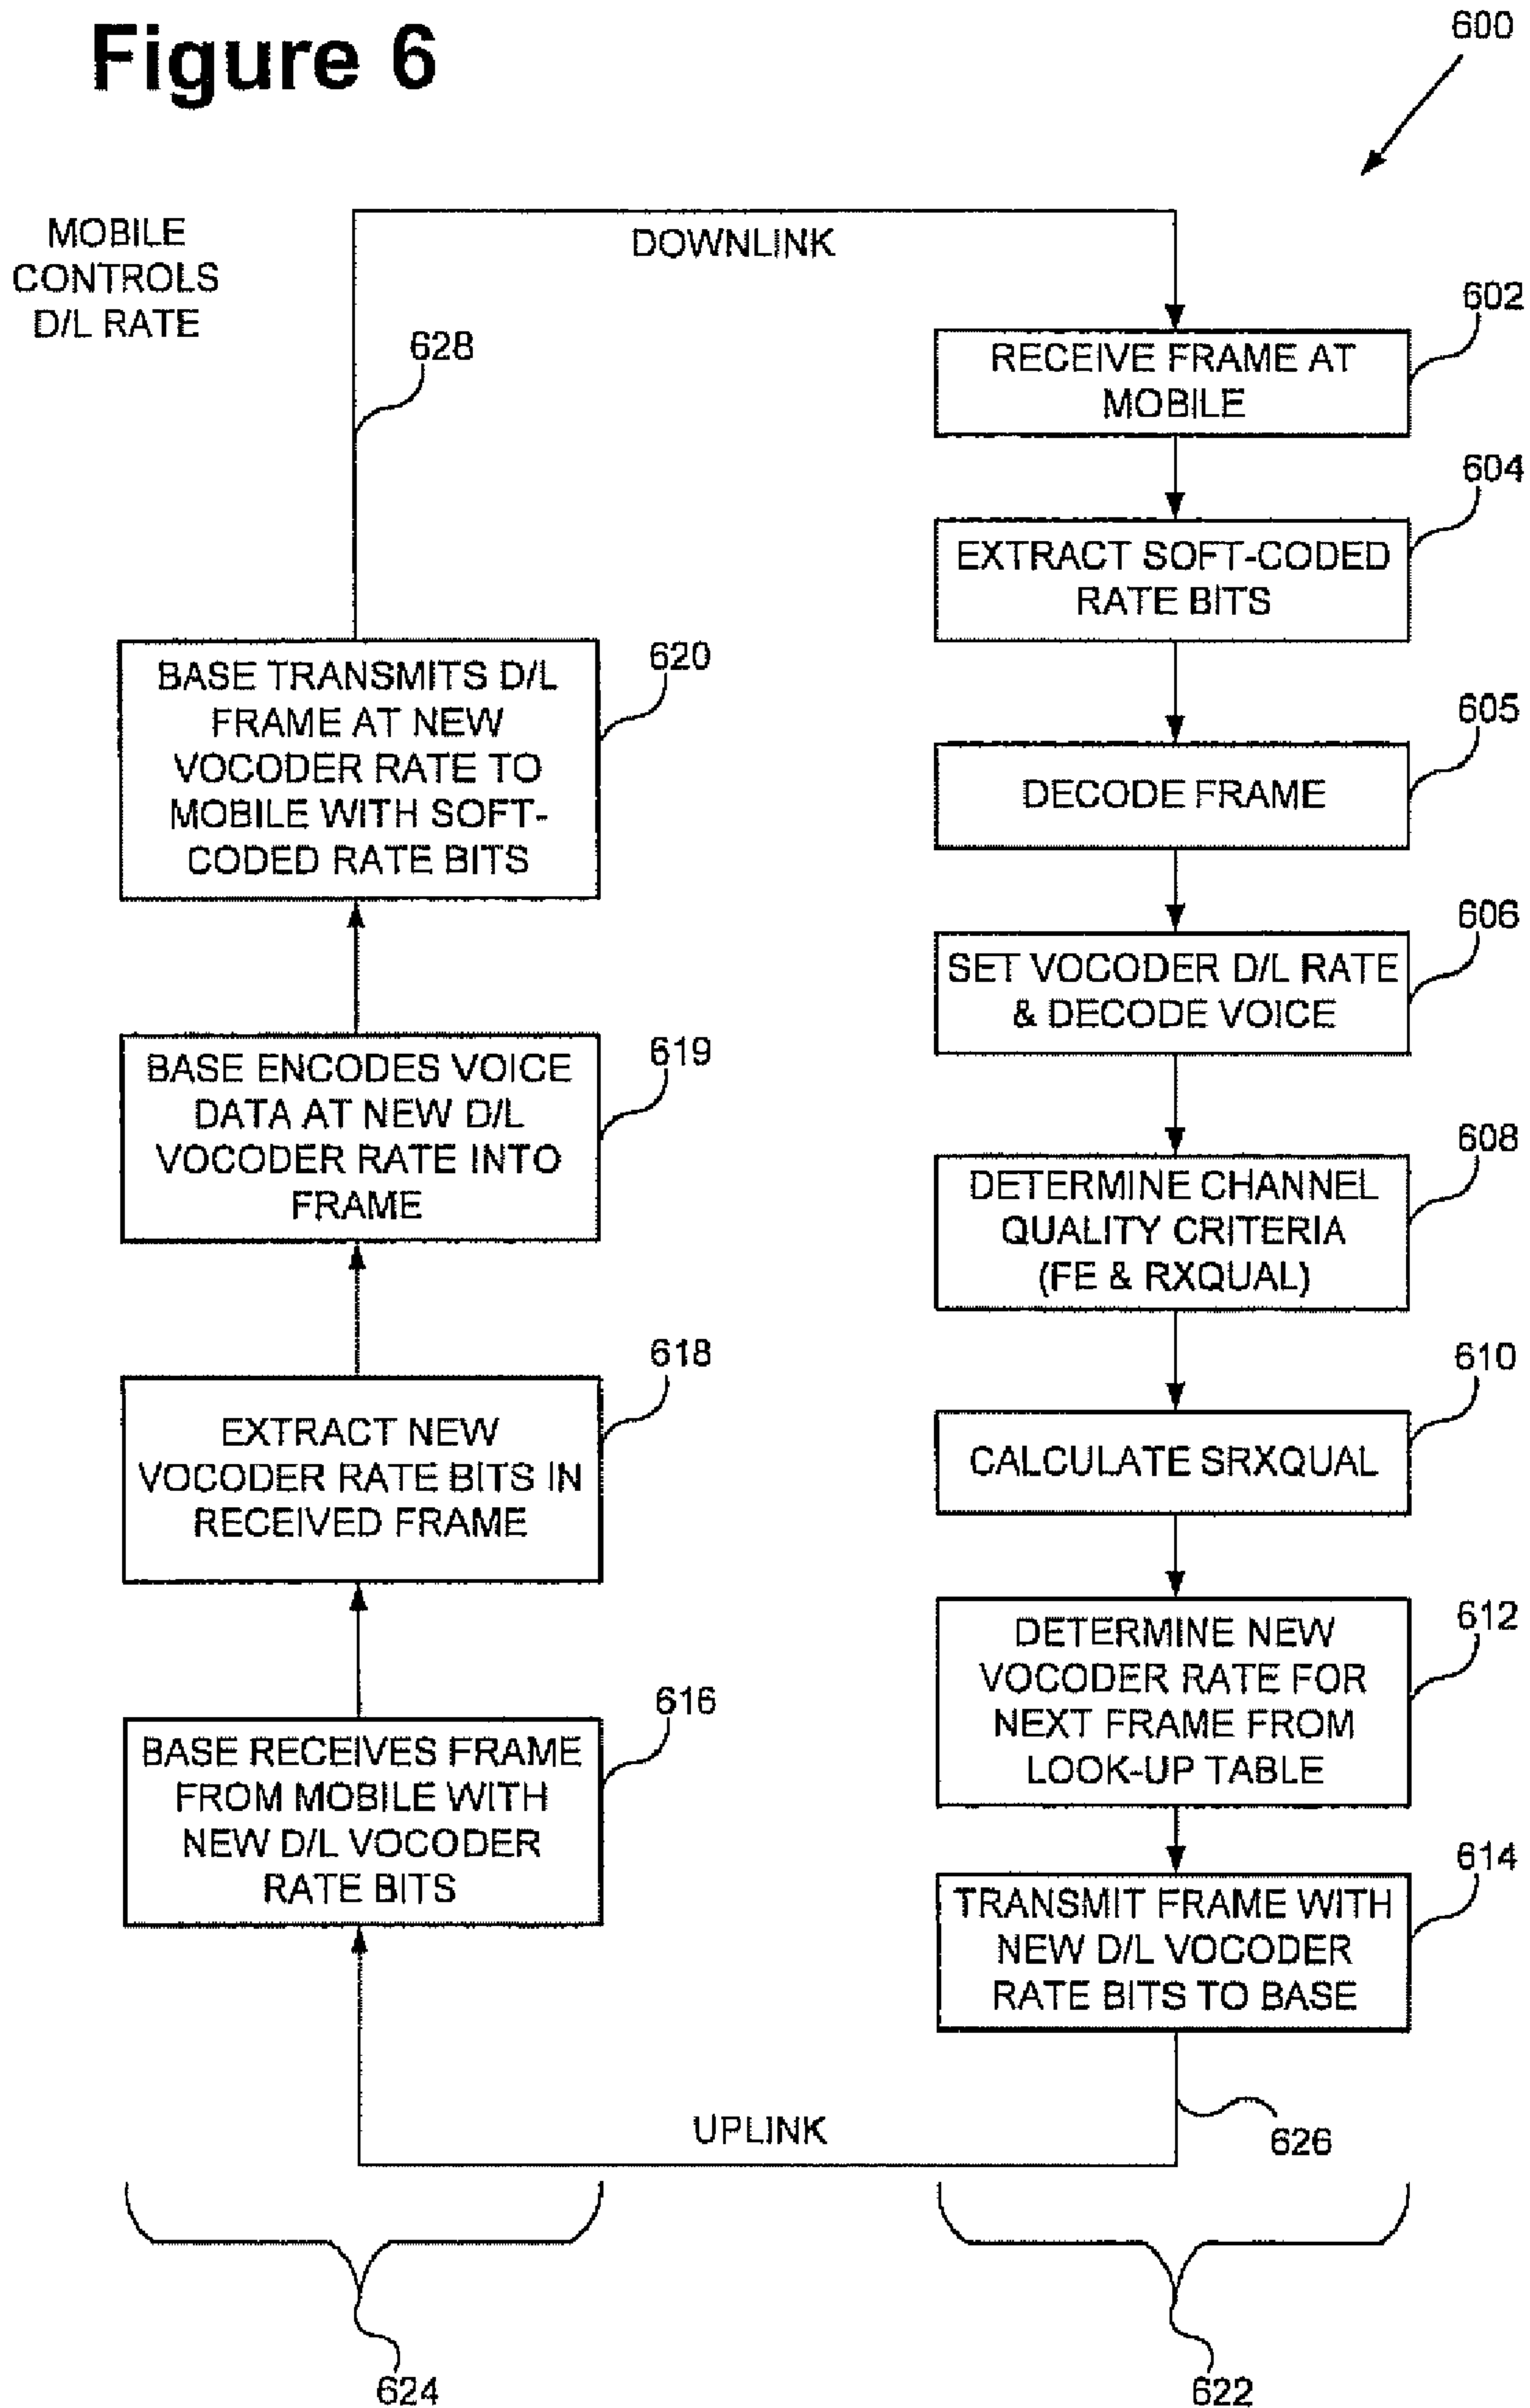 Figure 6
600
MOBILE
CONTROLS
D/L RATE
DOWNLINK
628
602
RECEIVE FRAME AT
MOBILE
604
EXTRACT SOFT-CODED
RATE BITS
605
DECODE FRAME
606
SET VOCODER D/L RATE
& DECODE VOICE
608
DETERMINE CHANNEL
QUALITY CRITERIA
(FE & RXQUAL)
610
CALCULATE SRXQUAL
612
DETERMINE NEW
VOCODER RATE FOR
NEXT FRAME FROM
LOOK-UP TABLE
614
TRANSMIT FRAME WITH
NEW D/L VOCODER
RATE BITS TO BASE
626
UPLINK
616
BASE RECEIVES FRAME
FROM MOBILE WITH
NEW D/L VOCODER
RATE BITS
618
EXTRACT NEW
VOCODER RATE BITS IN
RECEIVED FRAME
619
BASE ENCODES VOICE
DATA AT NEW D/L
VOCODER RATE INTO
FRAME
620
BASE TRANSMITS D/L
FRAME AT NEW
VOCODER RATE TO
MOBILE WITH SOFT-
CODED RATE BITS
624
622